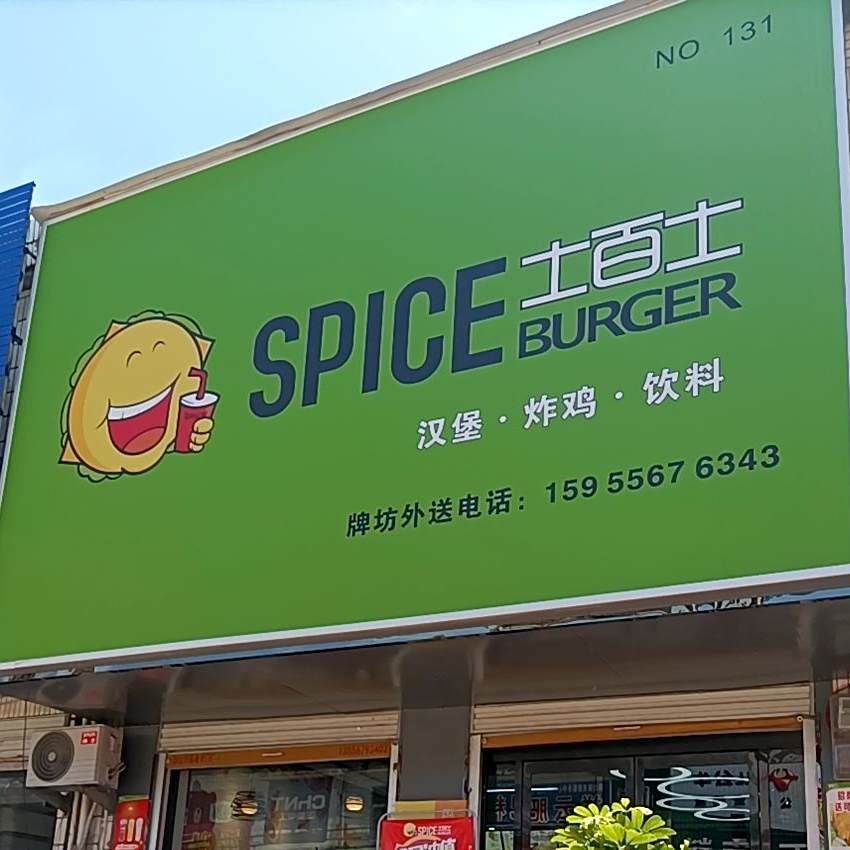 NO 131
SPICE 士百士
BURGER
汉堡 · 炸鸡 · 饮料
牌坊外送电话：159 5567 6343
SPICE